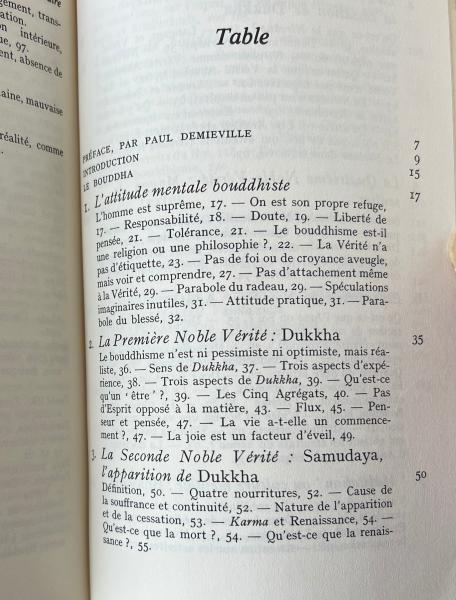 gement, trans-
ation.
on intérieure,
ue, 97.
ent, absence de
aine, mauvaise
réalité, comme
Table
PRÉFACE, PAR PAUL DEMIEVILLE 7
INTRODUCTION 9
LE BOUDDHA 15
1. L'attitude mentale bouddhiste 17
L'homme est suprême, 17. — On est son propre refuge,
17. — Responsabilité, 18. — Doute, 19. — Liberté de
pensée, 21. — Tolérance, 21. — Le bouddhisme est-il
une religion ou une philosophie ?, 22. — La Vérité n'a
pas d'étiquette, 23. — Pas de foi ou de croyance aveugle,
mais voir et comprendre, 27. — Pas d'attachement même
à la Vérité, 29. — Parabole du radeau, 29. — Spéculations
imaginaires inutiles, 31. — Attitude pratique, 31. — Para-
bole du blessé, 32.
2. La Première Noble Vérité : Dukkha 35
Le bouddhisme n'est ni pessimiste ni optimiste, mais réa-
liste, 36. — Sens de Dukkha, 37. — Trois aspects d'expé-
rience, 38. — Trois aspects de Dukkha, 39. — Qu'est-ce
qu'un ‘ être ’ ?, 39. — Les Cinq Agrégats, 40. — Pas
d'Esprit opposé à la matière, 43. — Flux, 45. — Pen-
seur et pensée, 47. — La vie a-t-elle un commence-
ment ?, 47. — La joie est un facteur d'éveil, 49.
3. La Seconde Noble Vérité : Samudaya,
l'apparition de Dukkha 50
Définition, 50. — Quatre nourritures, 52. — Cause de
la souffrance et continuité, 52. — Nature de l'apparition
et de la cessation, 53. — Karma et Renaissance, 54. —
Qu'est-ce que la mort ?, 54. — Qu'est-ce que la renais-
sance ?, 55.